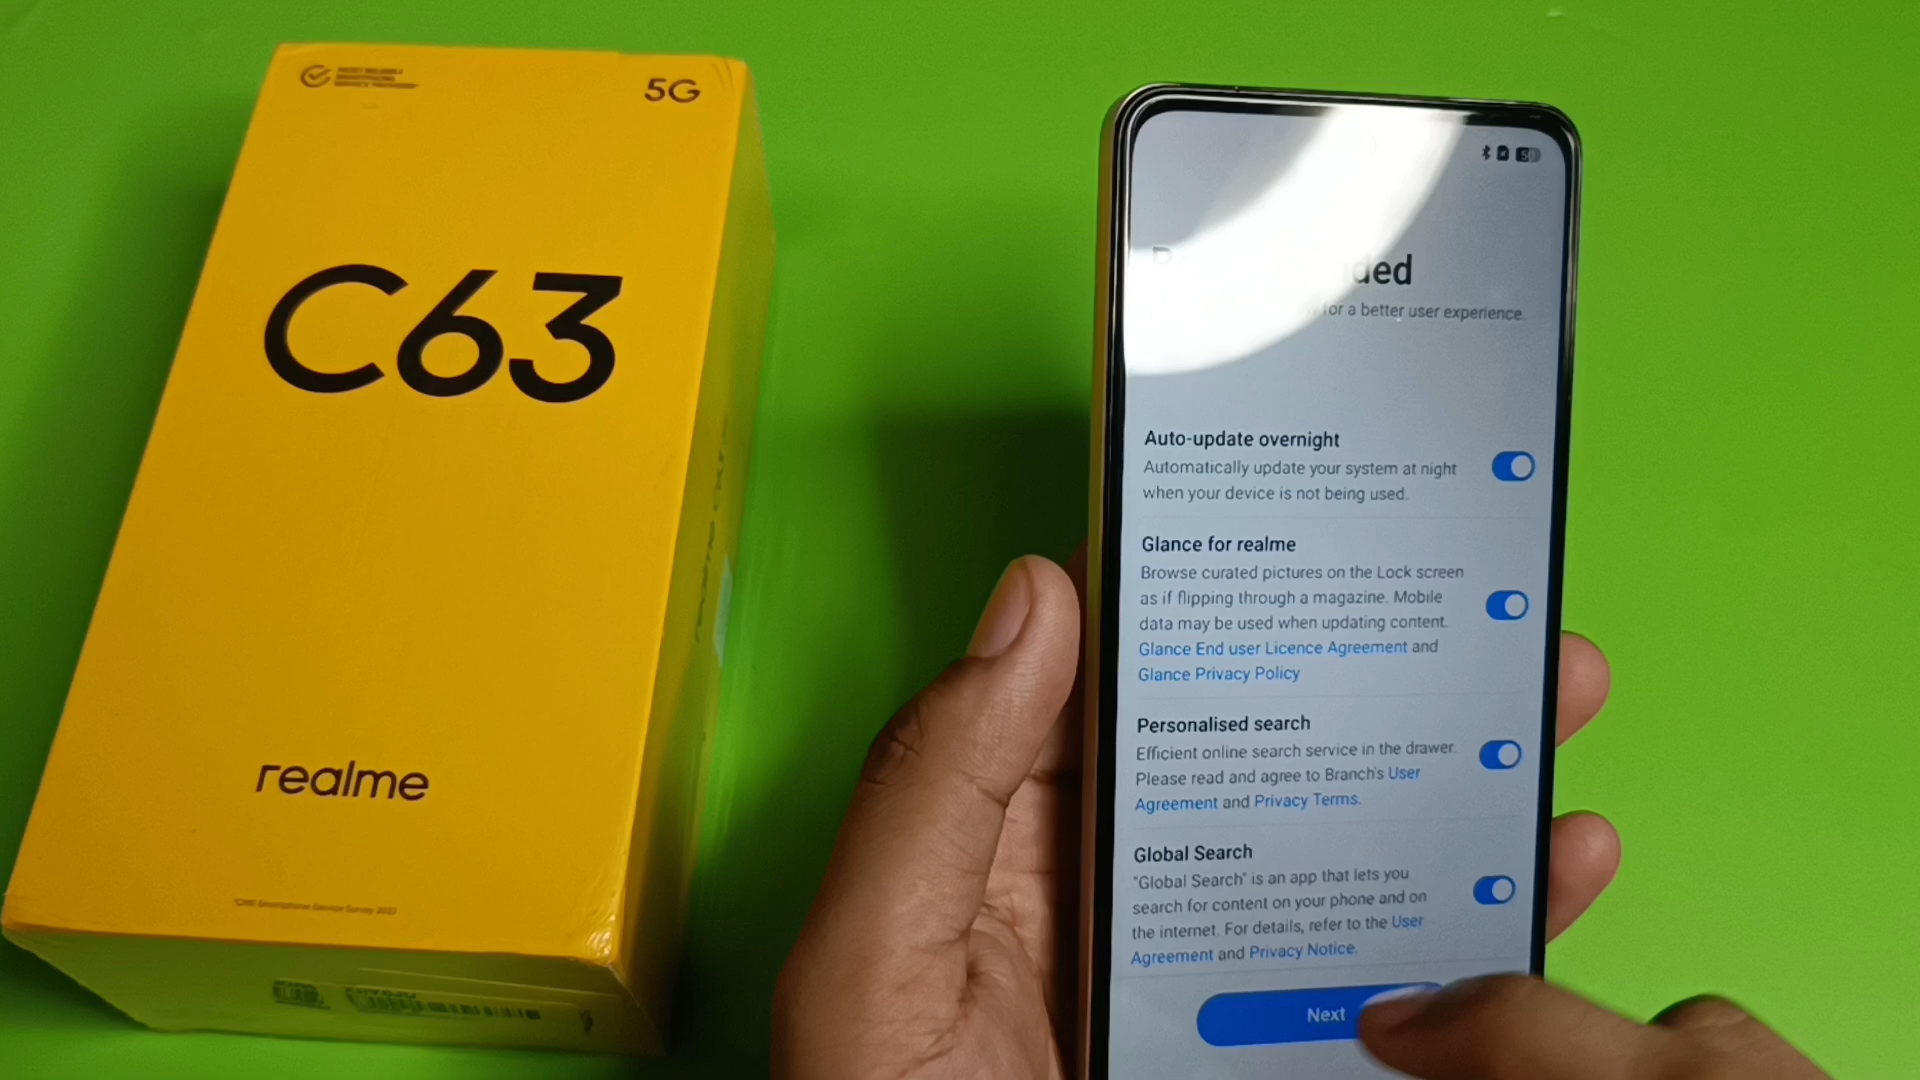 5G
C63
realme
ded
for a better user experience.
Auto-update overnight
Automatically update your system at night
when your device is not being used.
Glance for realme
Browse curated pictures on the Lock screen
as if flipping through a magazine. Mobile
data may be used when updating content.
Glance End user Licence Agreement and
Glance Privacy Policy
Personalised search
Efficient online search service in the drawer.
Please read and agree to Branch's User
Agreement and Privacy Terms.
Global Search
"Global Search" is an app that lets you
search for content on your phone and on
the internet. For details, refer to the User
Agreement and Privacy Notice.
Next